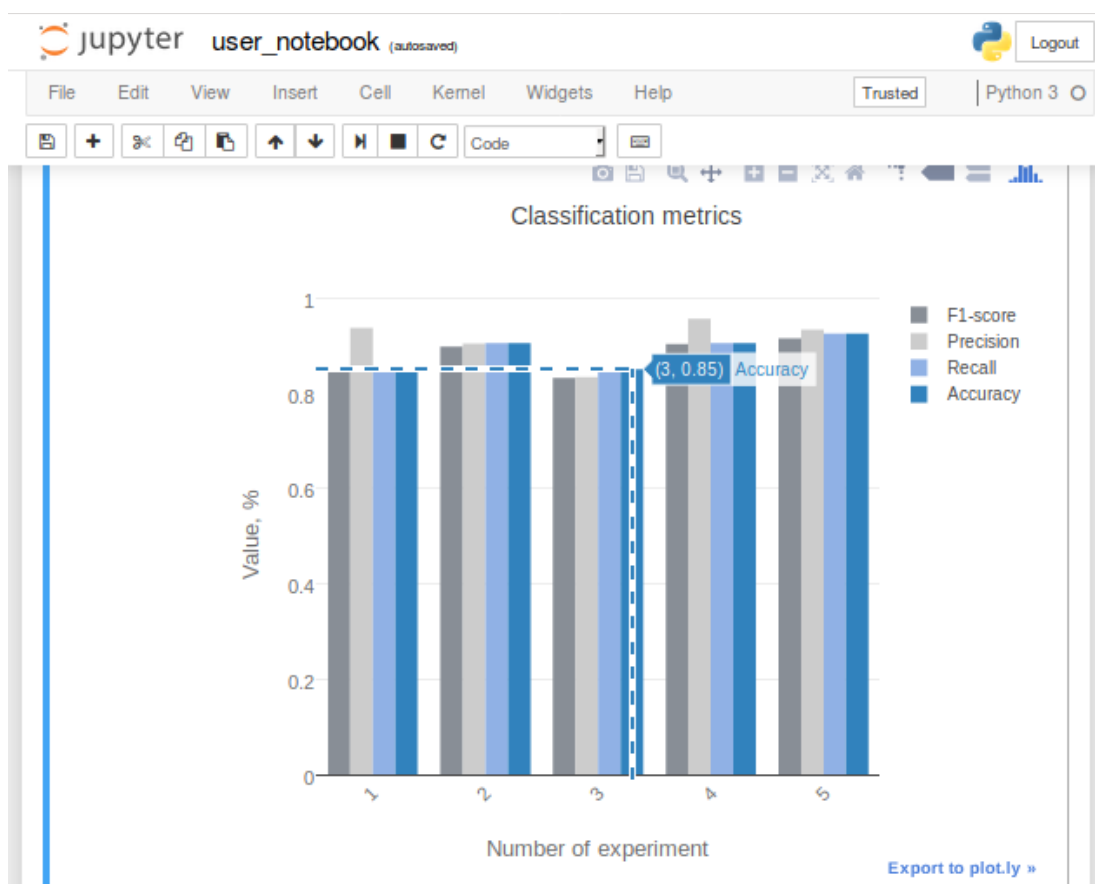 jupyter user_notebook (autosaved) Logout
File Edit View Insert Cell Kernel Widgets Help Trusted Python 3
Code
Classification metrics
1
0.8
0.6
0.4
0.2
0
Value, %
(3, 0.85) Accuracy
F1-score
Precision
Recall
Accuracy
1 2 3 4 5
Number of experiment
Export to plot.ly »